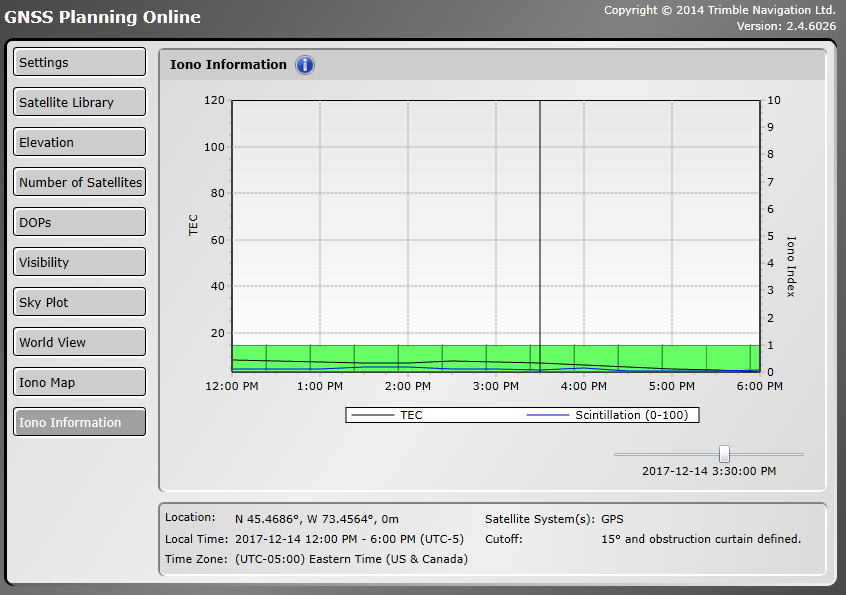 GNSS Planning Online
Copyright © 2014 Trimble Navigation Ltd.
Version: 2.4.6026
Settings
Satellite Library
Elevation
Number of Satellites
DOPs
Visibility
Sky Plot
World View
Iono Map
Iono Information
Iono Information i
120
100
80
60
40
20
TEC
10
9
8
7
6
5
4
3
2
1
0
Iono Index
12:00 PM 1:00 PM 2:00 PM 3:00 PM 4:00 PM 5:00 PM 6:00 PM
TEC Scintillation (0-100)
2017-12-14 3:30:00 PM
Location: N 45.4686°, W 73.4564°, 0m Satellite System(s): GPS
Local Time: 2017-12-14 12:00 PM - 6:00 PM (UTC-5) Cutoff: 15° and obstruction curtain defined.
Time Zone: (UTC-05:00) Eastern Time (US & Canada)